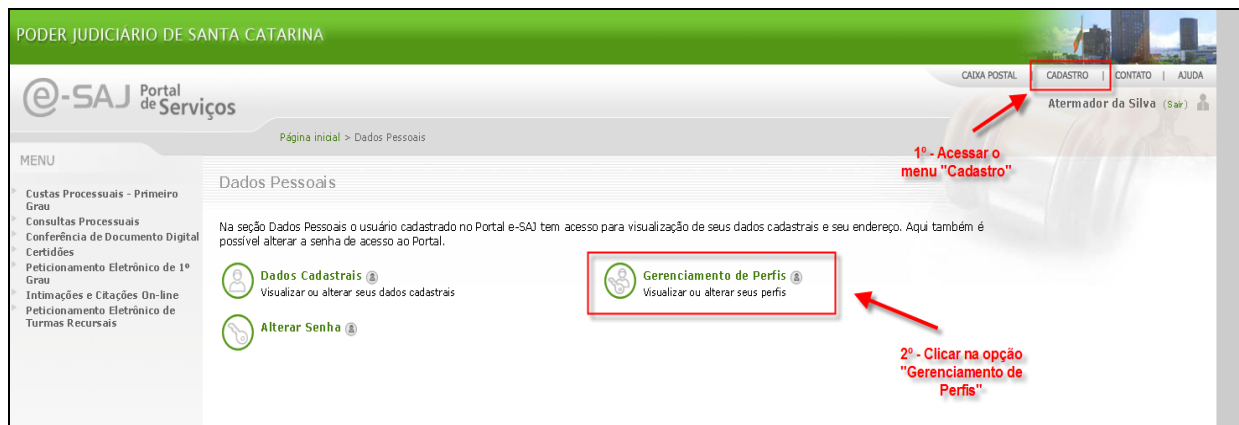 PODER JUDICIÁRIO DE SANTA CATARINA
CAIXA POSTAL | CADASTRO | CONTATO | AJUDA
e-SAJ Portal de Serviços
Atermador da Silva (Sair)
Página inicial > Dados Pessoais
1º - Acessar o
menu "Cadastro"
MENU
Custas Processuais - Primeiro
Grau
Consultas Processuais
Conferência de Documento Digital
Certidões
Peticionamento Eletrônico de 1º
Grau
Intimações e Citações On-line
Peticionamento Eletrônico de
Turmas Recursais
Dados Pessoais
Na seção Dados Pessoais o usuário cadastrado no Portal e-SAJ tem acesso para visualização de seus dados cadastrais e seu endereço. Aqui também é
possível alterar a senha de acesso ao Portal.
Dados Cadastrais
Visualizar ou alterar seus dados cadastrais
Gerenciamento de Perfis
Visualizar ou alterar seus perfis
Alterar Senha
2º - Clicar na opção
"Gerenciamento de
Perfis"